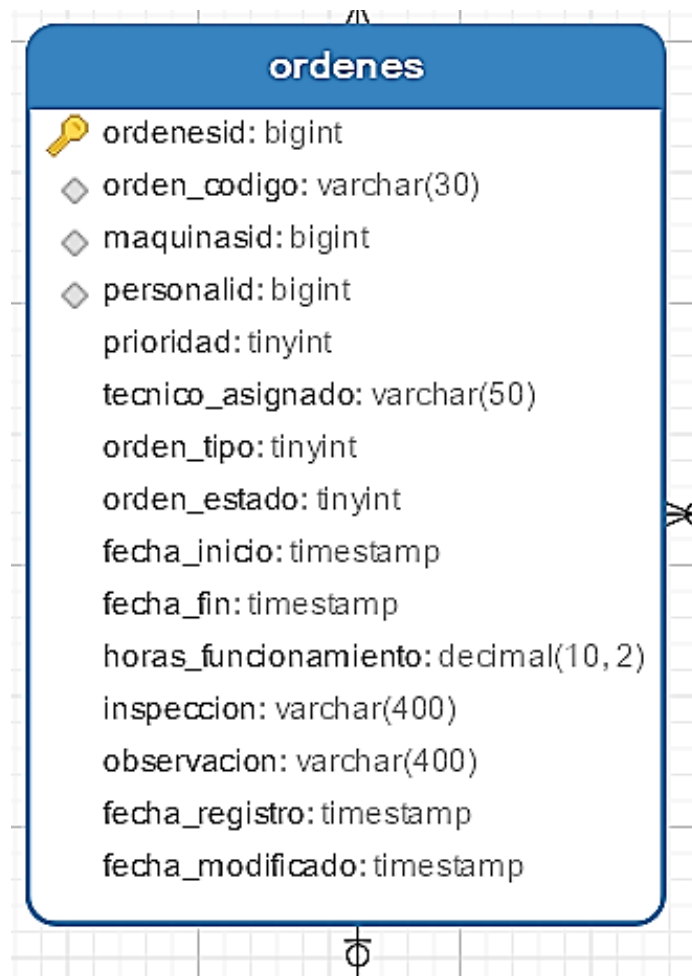 ordenes
ordenesid: bigint
orden_codigo: varchar(30)
maquinasid: bigint
personalid: bigint
prioridad: tinyint
tecnico_asignado: varchar(50)
orden_tipo: tinyint
orden_estado: tinyint
fecha_inicio: timestamp
fecha_fin: timestamp
horas_funcionamiento: decimal(10, 2)
inspeccion: varchar(400)
observacion: varchar(400)
fecha_registro: timestamp
fecha_modificado: timestamp